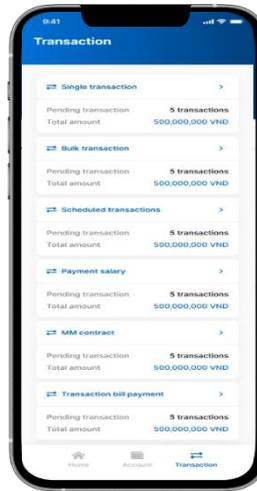 9:41
Transaction
Single transaction >
Pending transaction 5 transactions
Total amount 500,000,000 VND
Bulk transaction >
Pending transaction 5 transactions
Total amount 500,000,000 VND
Scheduled transactions >
Pending transaction 5 transactions
Total amount 500,000,000 VND
Payment salary >
Pending transaction 5 transactions
Total amount 500,000,000 VND
MM contract >
Pending transaction 5 transactions
Total amount 500,000,000 VND
Transaction bill payment >
Pending transaction 5 transactions
Total amount 500,000,000 VND
Home Account Transaction